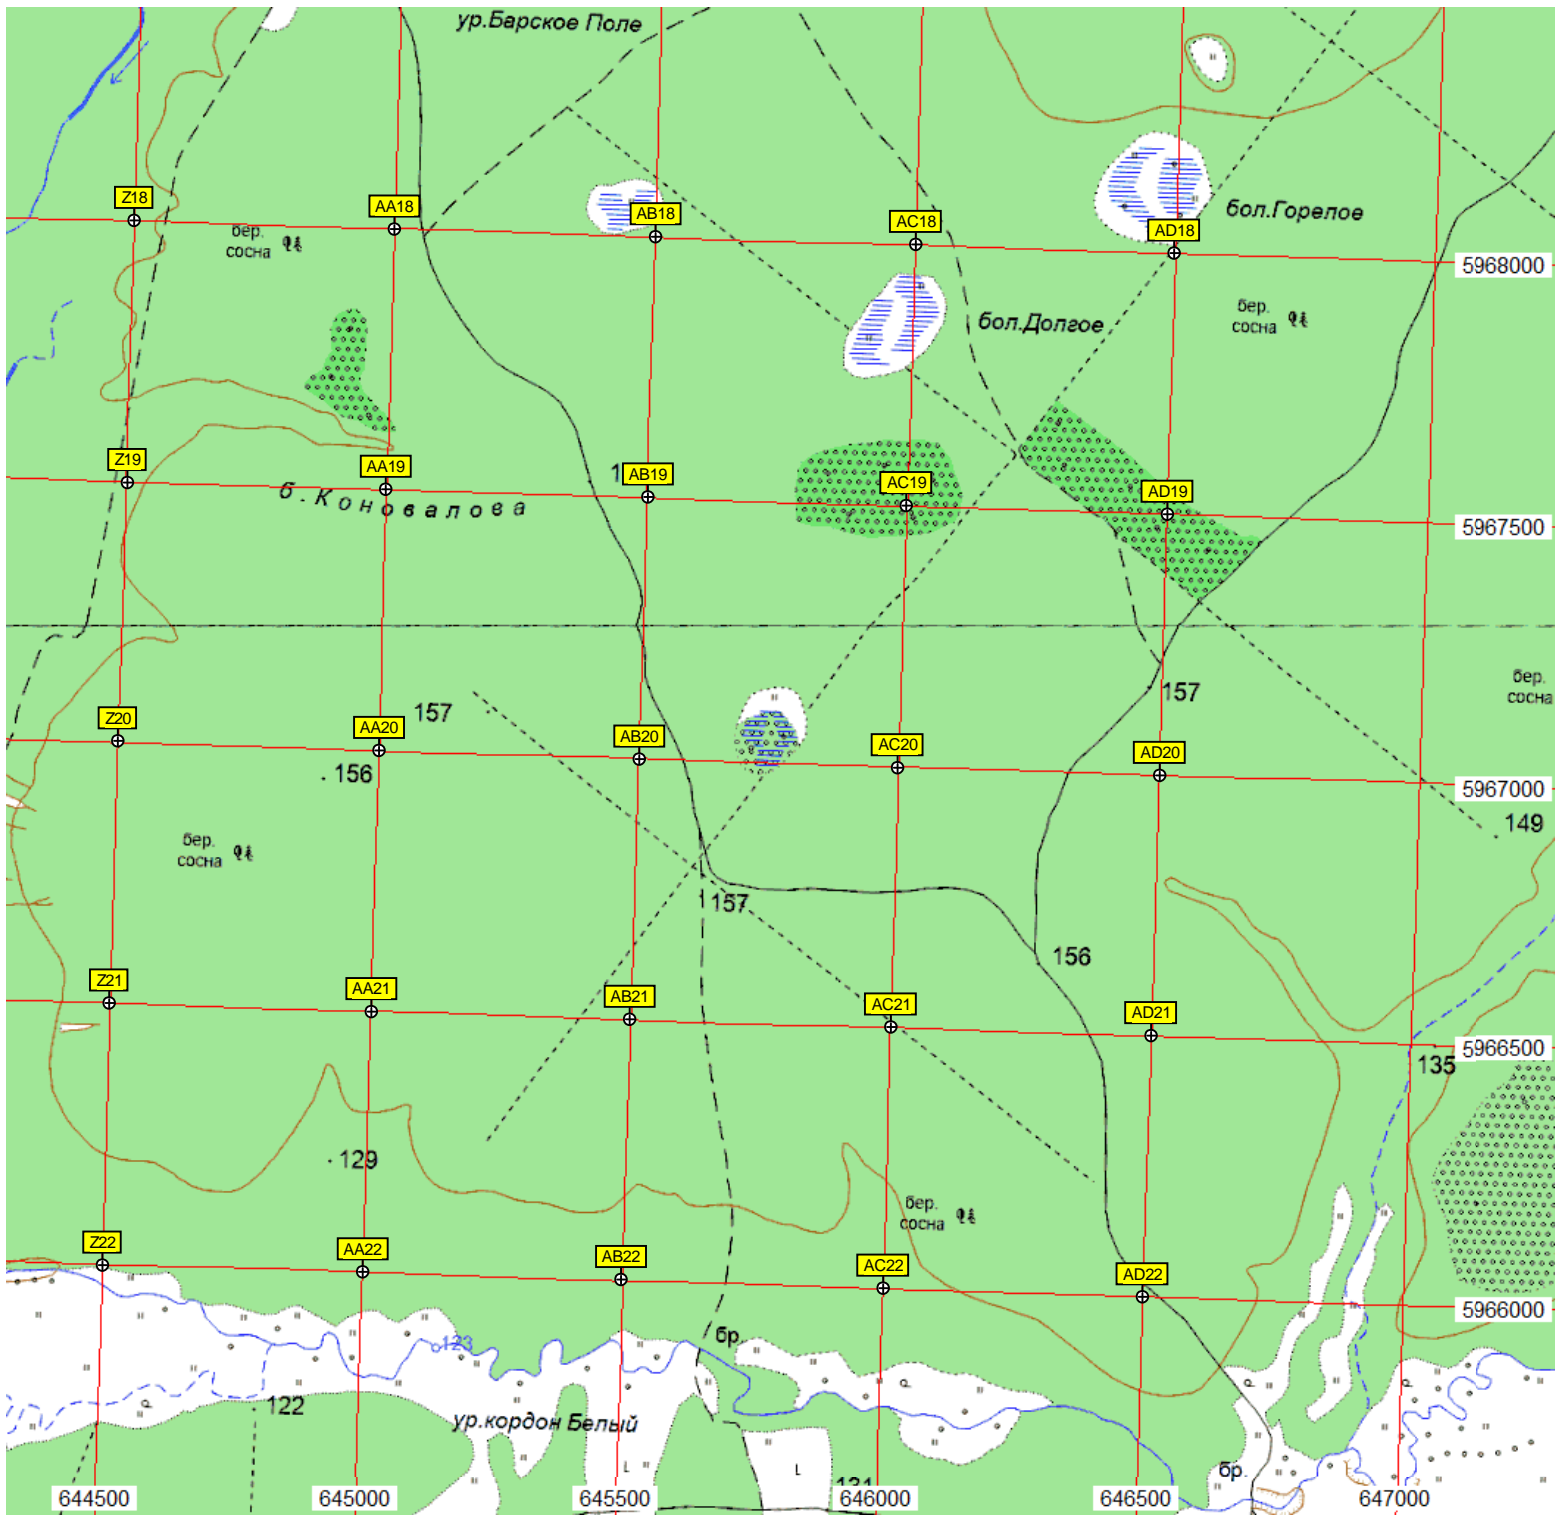 ур.Барское Поле
Z18
AA18
AB18
AC18
AD18
бол.Горелое
бер.
сосна
5968000
бер.
сосна
бол.Долгое
Z19
AA19
AB19
AC19
AD19
б. Коновалова
5967500
бер.
сосна
157
157
Z20
AA20
AB20
AC20
AD20
156
5967000
149
бер.
сосна
157
156
Z21
AA21
AB21
AC21
AD21
5966500
135
129
бер.
сосна
Z22
AA22
AB22
AC22
AD22
5966000
бр.
123
122
ур.кордон Белый
бр.
131
644500
645000
645500
646000
646500
647000